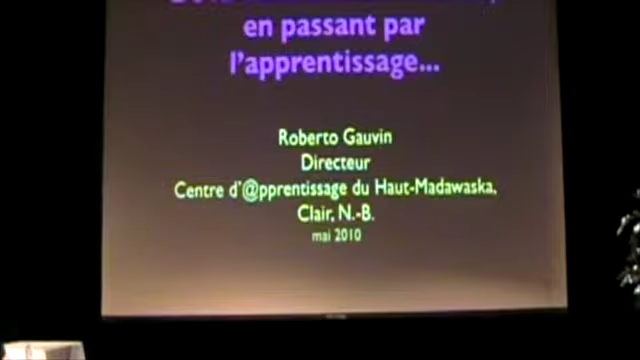 en passant par
l'apprentissage...
Roberto Gauvin
Directeur
Centre d'@pprentissage du Haut-Madawaska,
Clair, N.-B.
mai 2010